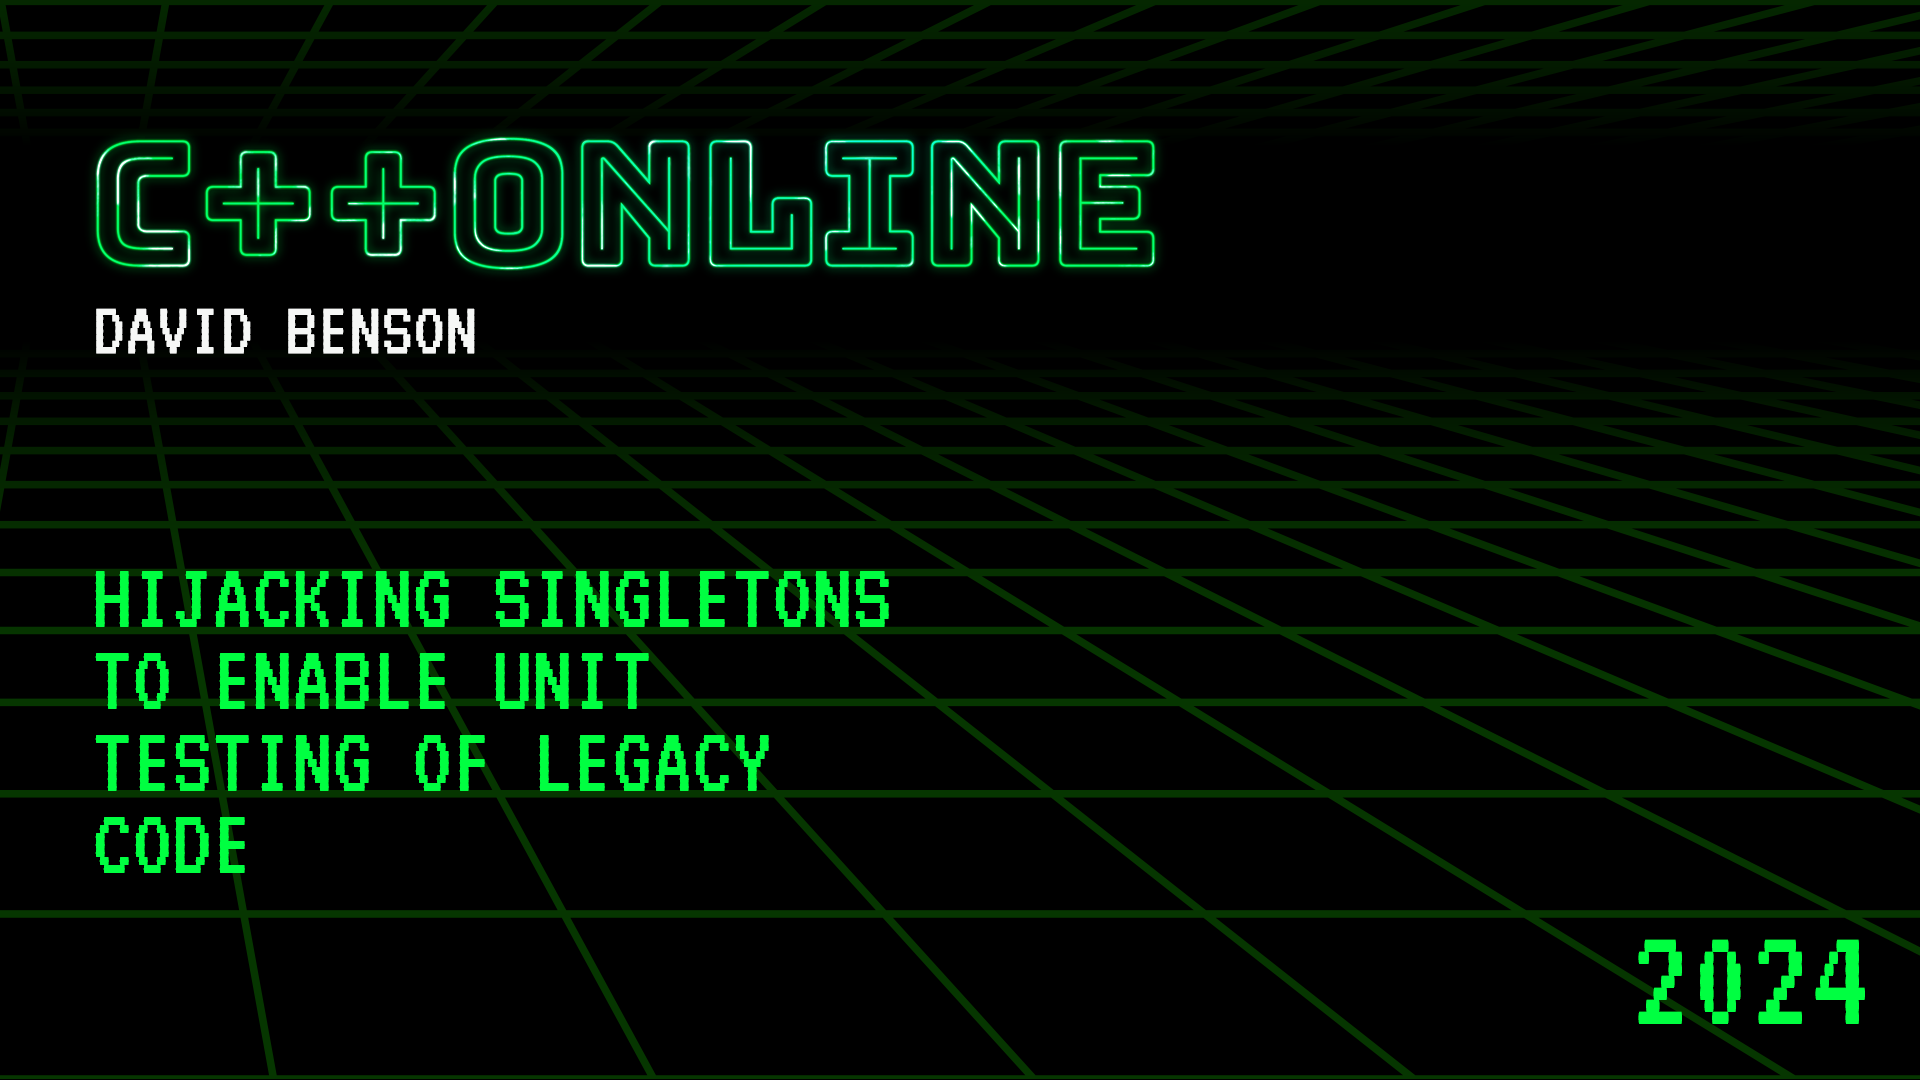 C++ONLINE
DAVID BENSON
HIJACKING SINGLETONS
TO ENABLE UNIT
TESTING OF LEGACY
CODE
2024